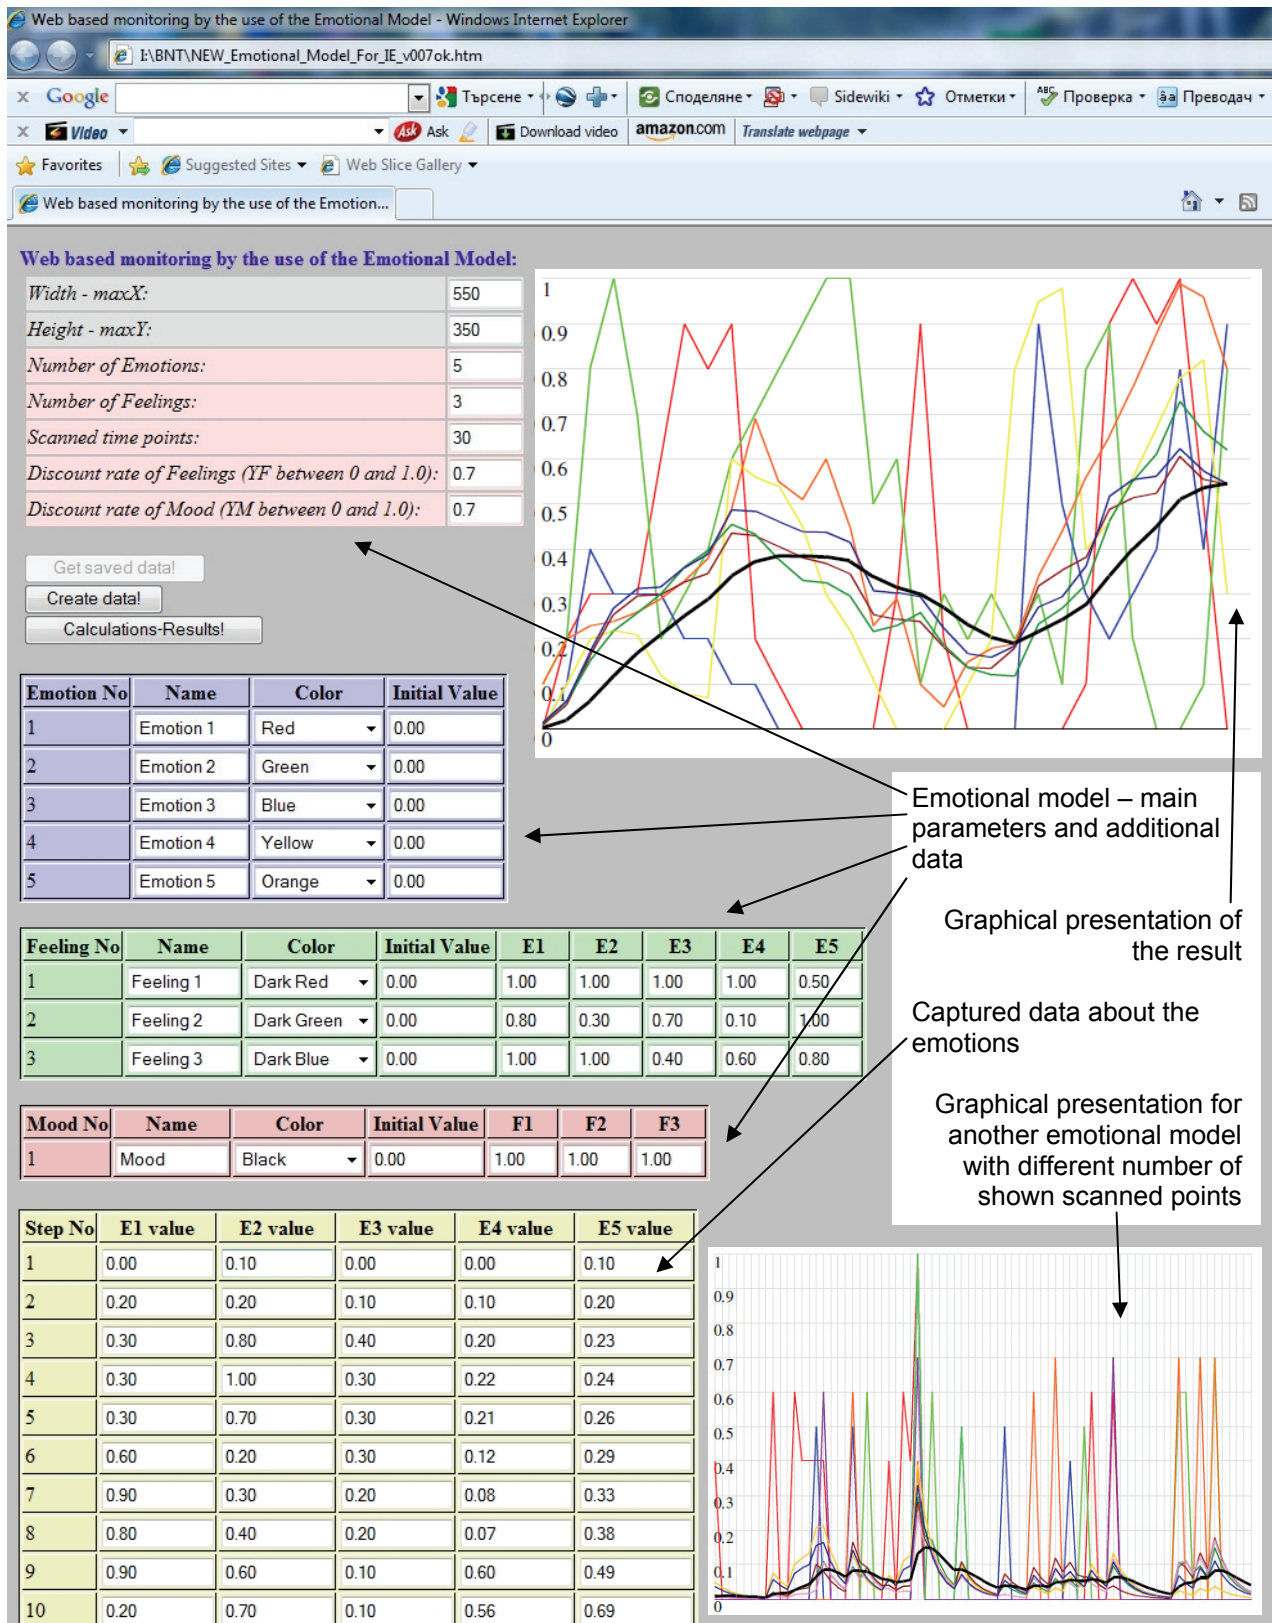 Web based monitoring by the use of the Emotional Model - Windows Internet Explorer
I:\BNT\NEW_Emotional_Model_For_IE_v007ok.htm
x Google Търсене Споделяне Sidewiki Отметки ABC Проверка âa Преводач
x Video Ask Ask Download video amazon.com Translate webpage
Favorites Suggested Sites Web Slice Gallery
Web based monitoring by the use of the Emotion...
Web based monitoring by the use of the Emotional Model:
Width - maxX: 550
Height - maxY: 350
Number of Emotions: 5
Number of Feelings: 3
Scanned time points: 30
Discount rate of Feelings (YF between 0 and 1.0): 0.7
Discount rate of Mood (YM between 0 and 1.0): 0.7
Get saved data!
Create data!
Calculations-Results!
1
0.9
0.8
0.7
0.6
0.5
0.4
0.3
0.2
0.1
0
Emotion No Name Color Initial Value
1 Emotion 1 Red 0.00
2 Emotion 2 Green 0.00
3 Emotion 3 Blue 0.00
4 Emotion 4 Yellow 0.00
5 Emotion 5 Orange 0.00
Emotional model – main
parameters and additional
data
Graphical presentation of
the result
Captured data about the
emotions
Graphical presentation for
another emotional model
with different number of
shown scanned points
Feeling No Name Color Initial Value E1 E2 E3 E4 E5
1 Feeling 1 Dark Red 0.00 1.00 1.00 1.00 1.00 0.50
2 Feeling 2 Dark Green 0.00 0.80 0.30 0.70 0.10 1.00
3 Feeling 3 Dark Blue 0.00 1.00 1.00 0.40 0.60 0.80
Mood No Name Color Initial Value F1 F2 F3
1 Mood Black 0.00 1.00 1.00 1.00
Step No E1 value E2 value E3 value E4 value E5 value
1 0.00 0.10 0.00 0.00 0.10
2 0.20 0.20 0.10 0.10 0.20
3 0.30 0.80 0.40 0.20 0.23
4 0.30 1.00 0.30 0.22 0.24
5 0.30 0.70 0.30 0.21 0.26
6 0.60 0.20 0.30 0.12 0.29
7 0.90 0.30 0.20 0.08 0.33
8 0.80 0.40 0.20 0.07 0.38
9 0.90 0.60 0.10 0.60 0.49
10 0.20 0.70 0.10 0.56 0.69
1
0.9
0.8
0.7
0.6
0.5
0.4
0.3
0.2
0.1
0